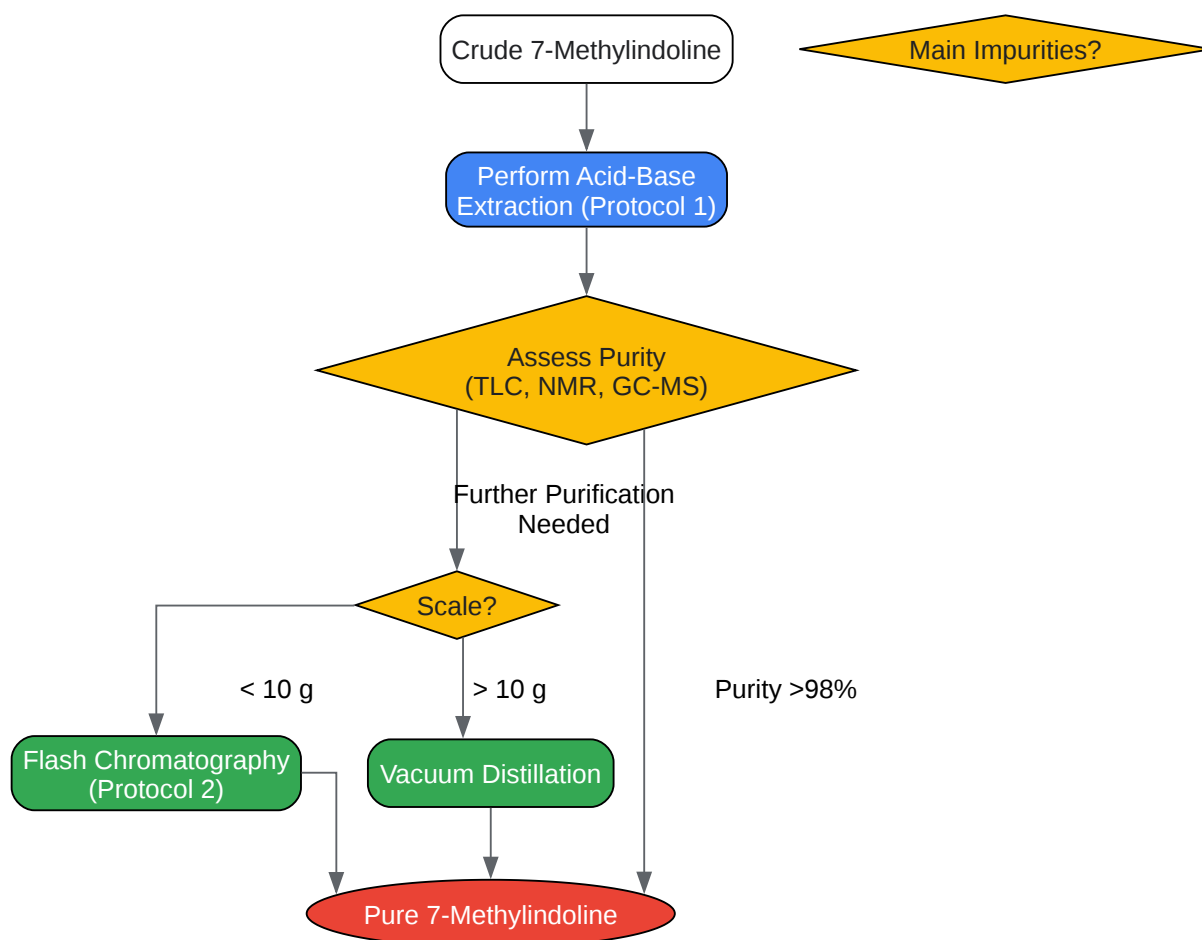 Crude 7-Methylindoline
Main Impurities?
Perform Acid-Base
Extraction (Protocol 1)
Assess Purity
(TLC, NMR, GC-MS)
Further Purification
Needed
Scale?
< 10 g
> 10 g
Purity >98%
Flash Chromatography
(Protocol 2)
Vacuum Distillation
Pure 7-Methylindoline